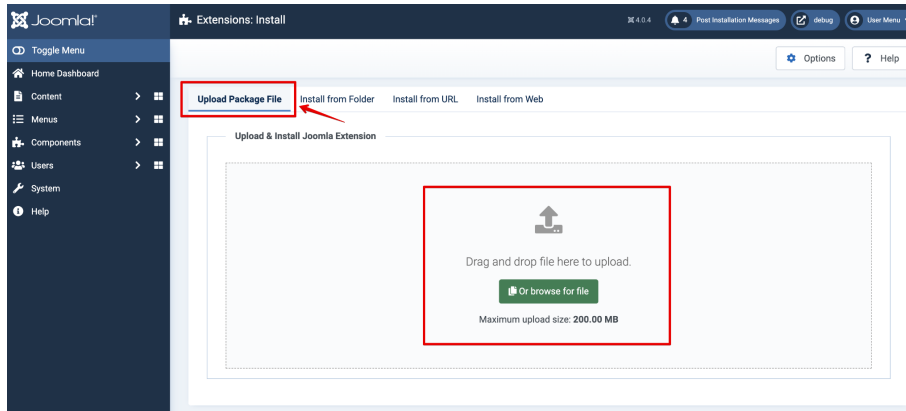 Joomla!
Extensions: Install
4.0.4
4 Post Installation Messages
debug
User Menu
Toggle Menu
Home Dashboard
Content
Menus
Components
Users
System
Help
Options
? Help
Upload Package File
Install from Folder
Install from URL
Install from Web
Upload & Install Joomla Extension
Drag and drop file here to upload.
Or browse for file
Maximum upload size: 200.00 MB